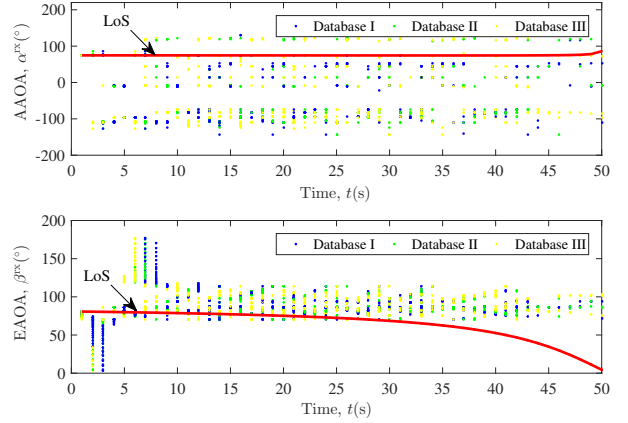 LoS
Database I Database II Database III
200
100
0
-100
-200
AAOA, α^rx(°)
0 5 10 15 20 25 30 35 40 45 50
Time, t(s)
LoS
Database I Database II Database III
200
150
100
50
0
EAOA, β^rx(°)
0 5 10 15 20 25 30 35 40 45 50
Time, t(s)